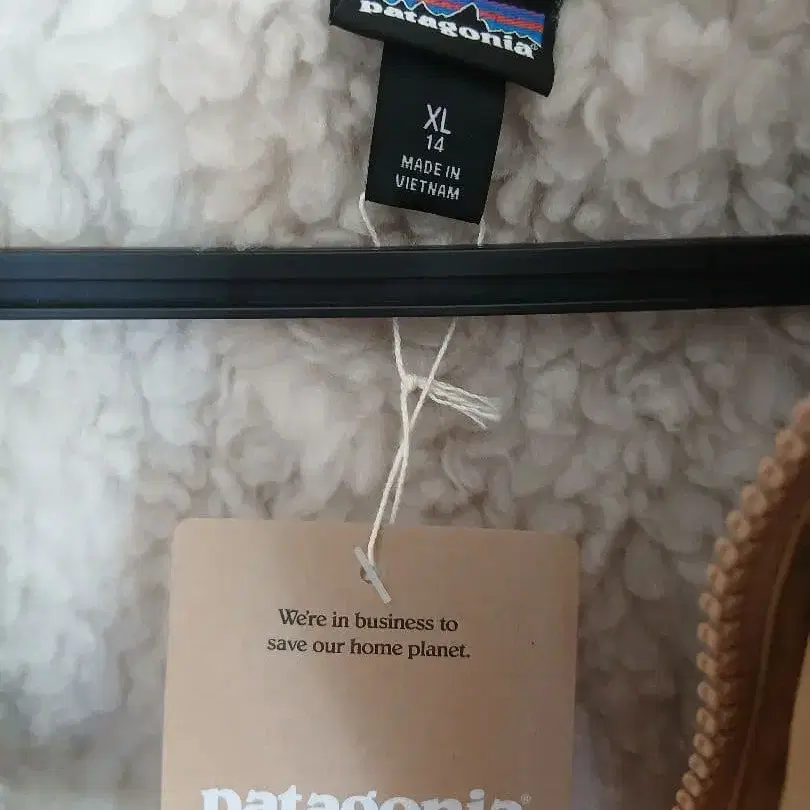 patagonia®
XL
14
MADE IN
VIETNAM
We're in business to
save our home planet.
patagonia®